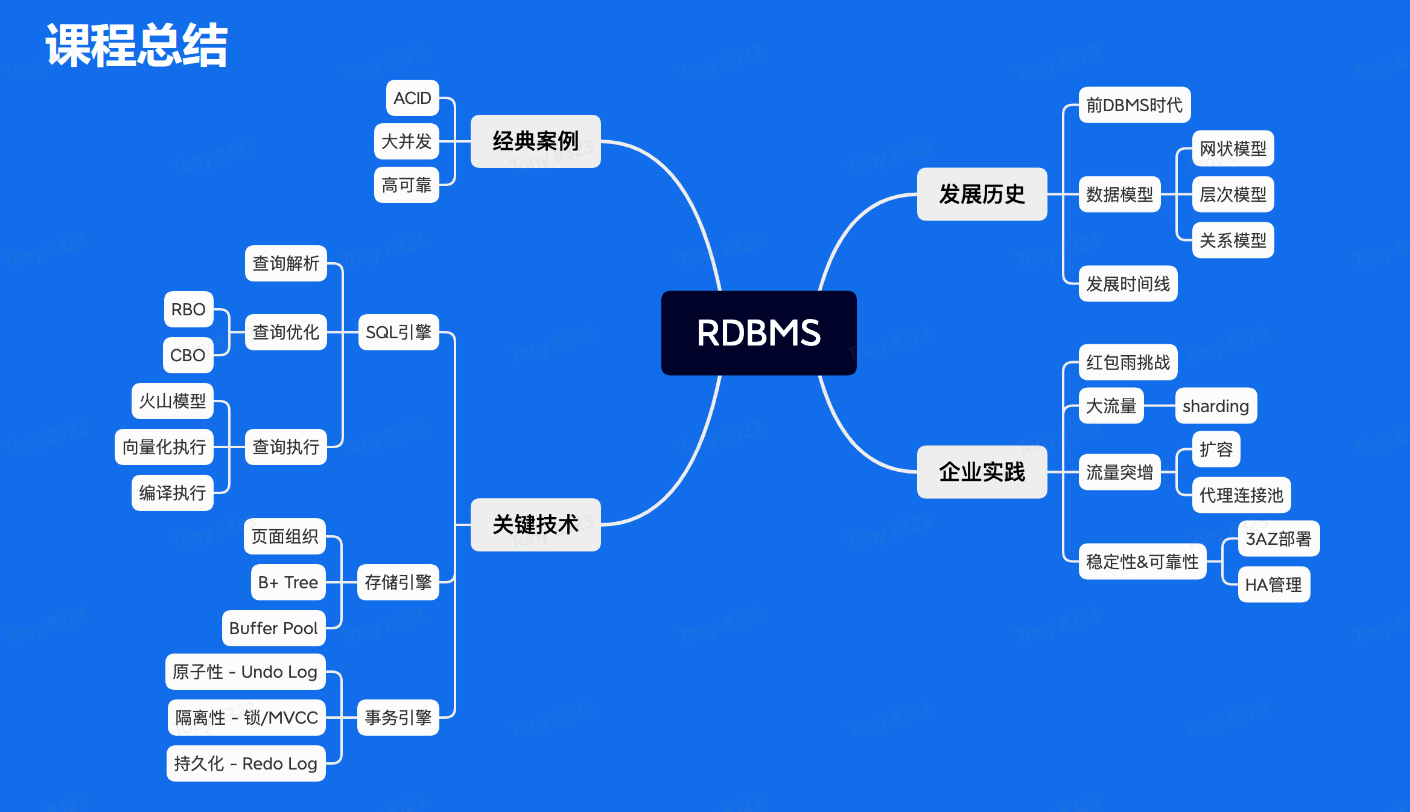 课程总结
RDBMS
经典案例
ACID
大并发
高可靠
关键技术
SQL引擎
查询解析
查询优化
RBO
CBO
查询执行
火山模型
向量化执行
编译执行
存储引擎
页面组织
B+ Tree
Buffer Pool
事务引擎
原子性 - Undo Log
隔离性 - 锁/MVCC
持久化 - Redo Log
发展历史
前DBMS时代
数据模型
网状模型
层次模型
关系模型
发展时间线
企业实践
红包雨挑战
大流量
sharding
流量突增
扩容
代理连接池
稳定性&可靠性
3AZ部署
HA管理
Tony 8323